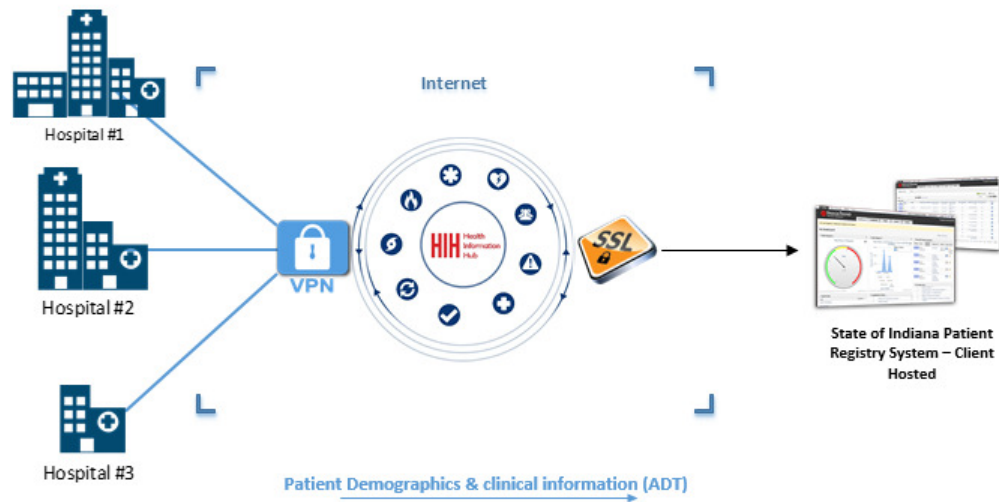 Internet
Hospital #1
HIH Health
Information
Hub
SSL
VPN
Hospital #2
State of Indiana Patient
Registry System – Client
Hosted
Hospital #3
Patient Demographics & clinical information (ADT)